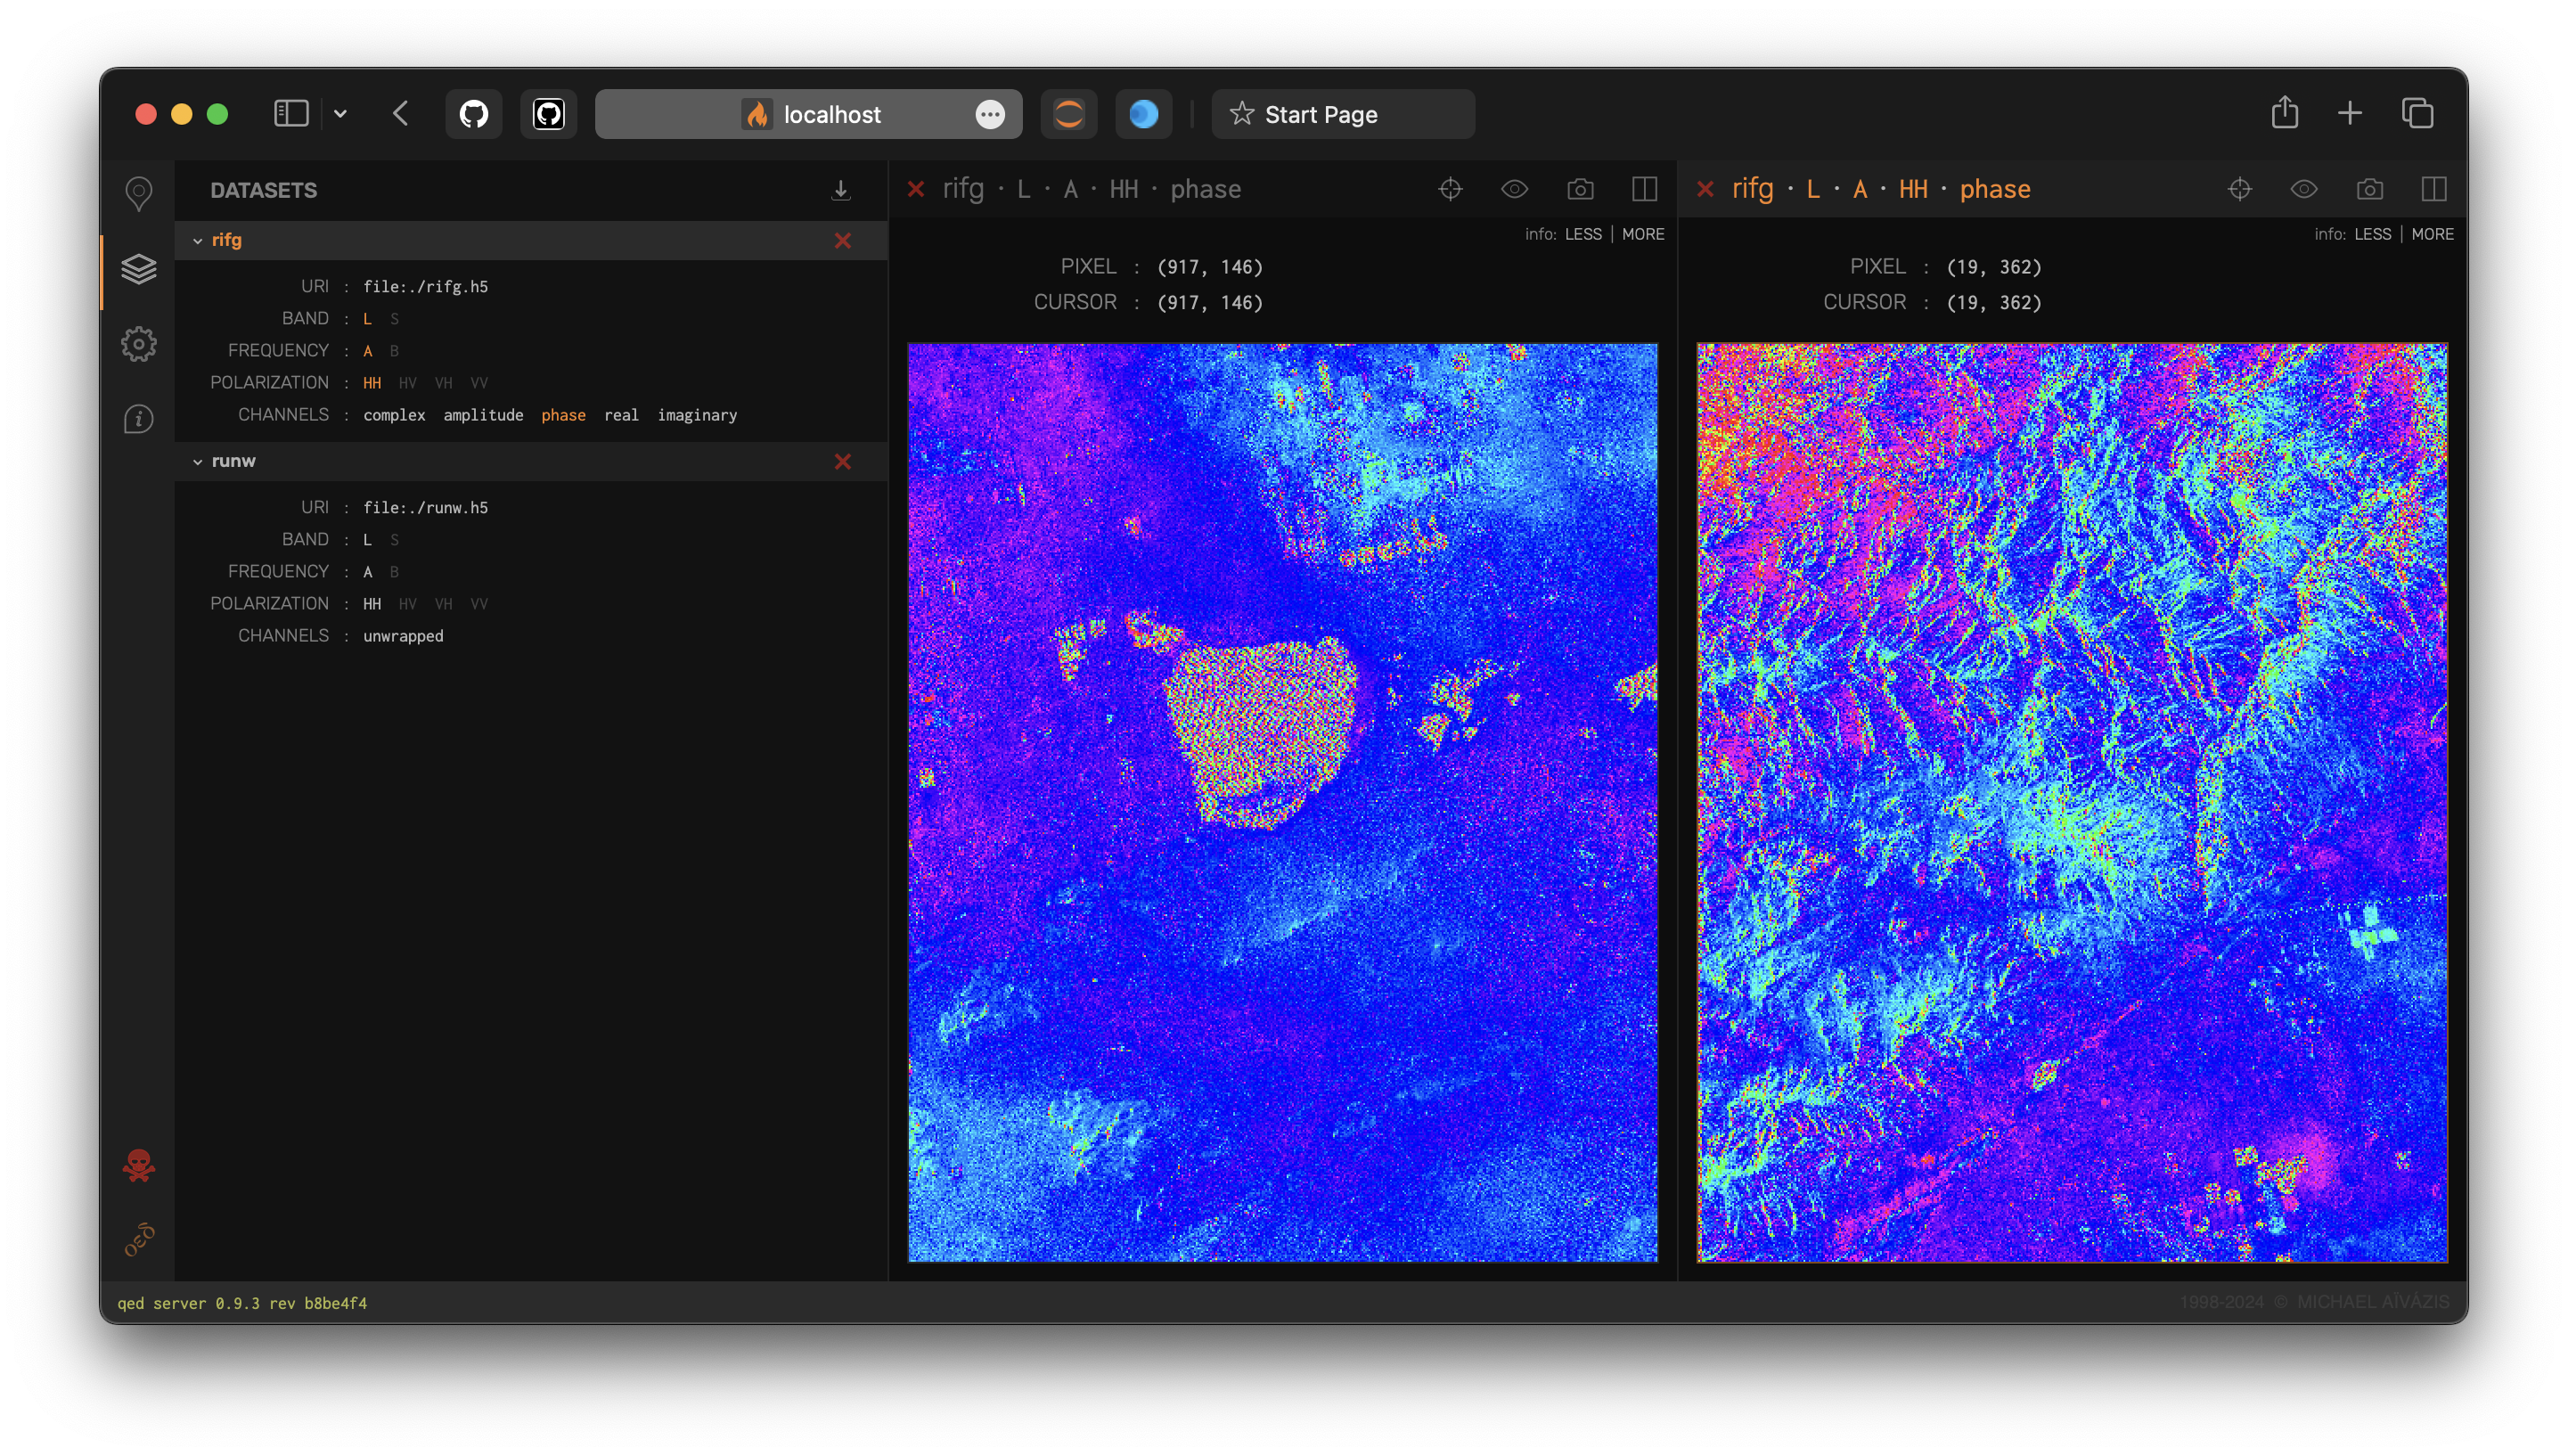 localhost
Start Page
DATASETS
rifg
URI : file:./rifg.h5
BAND : L S
FREQUENCY : A B
POLARIZATION : HH HV VH VV
CHANNELS : complex amplitude phase real imaginary
runw
URI : file:./runw.h5
BAND : L S
FREQUENCY : A B
POLARIZATION : HH HV VH VV
CHANNELS : unwrapped
rifg · L · A · HH · phase
info: LESS | MORE
PIXEL : (917, 146)
CURSOR : (917, 146)
rifg · L · A · HH · phase
info: LESS | MORE
PIXEL : (19, 362)
CURSOR : (19, 362)
qed server 0.9.3 rev b8be4f4
1998-2024 © MICHAEL AÏVÁZIS